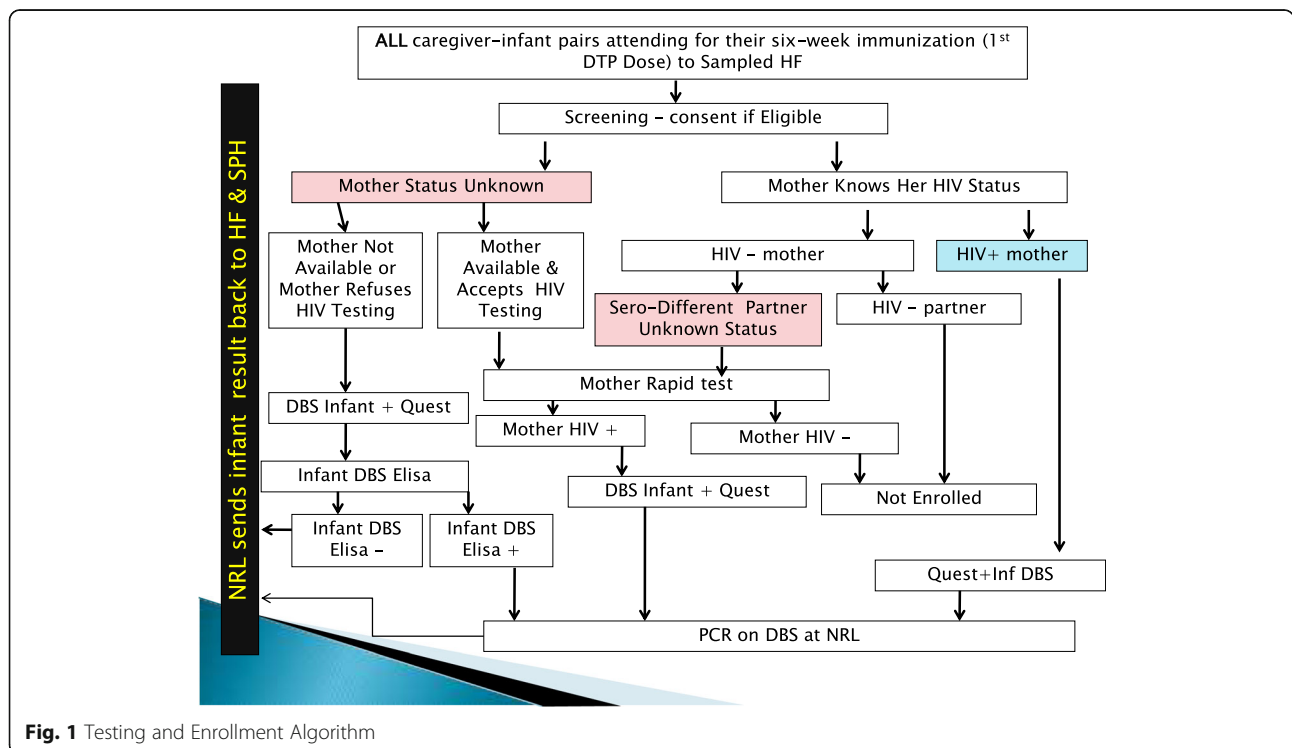 ALL caregiver-infant pairs attending for their six-week immunization (1st
DTP Dose) to Sampled HF
Screening – consent if Eligible
Mother Status Unknown
Mother Knows Her HIV Status
Mother Not
Available or
Mother Refuses
HIV Testing
Mother
Available &
Accepts HIV
Testing
HIV – mother
HIV+ mother
Sero-Different Partner
Unknown Status
HIV – partner
Mother Rapid test
DBS Infant + Quest
Mother HIV +
Mother HIV –
Infant DBS Elisa
DBS Infant + Quest
Not Enrolled
Infant DBS
Elisa –
Infant DBS
Elisa +
Quest+Inf DBS
PCR on DBS at NRL
NRL sends infant result back to HF & SPH
Fig. 1 Testing and Enrollment Algorithm